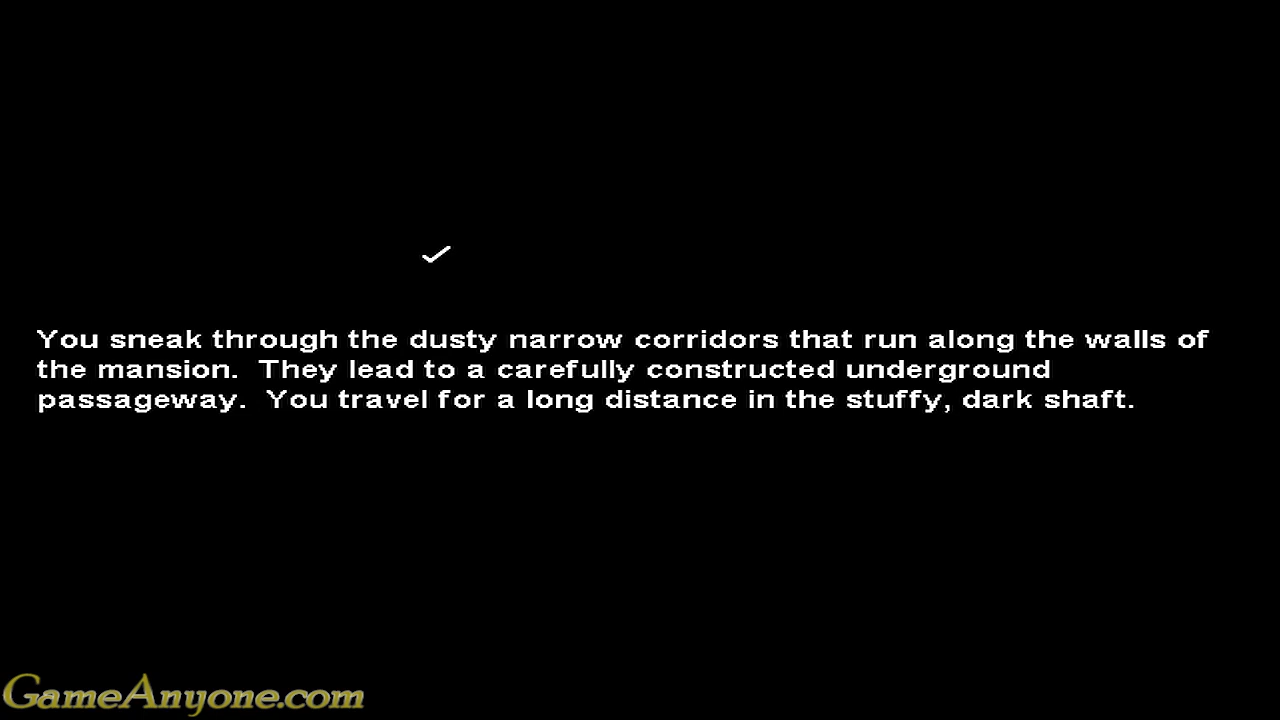 You sneak through the dusty narrow corridors that run along the walls of
the mansion.  They lead to a carefully constructed underground
passageway.  You travel for a long distance in the stuffy, dark shaft.
GameAnyone.com